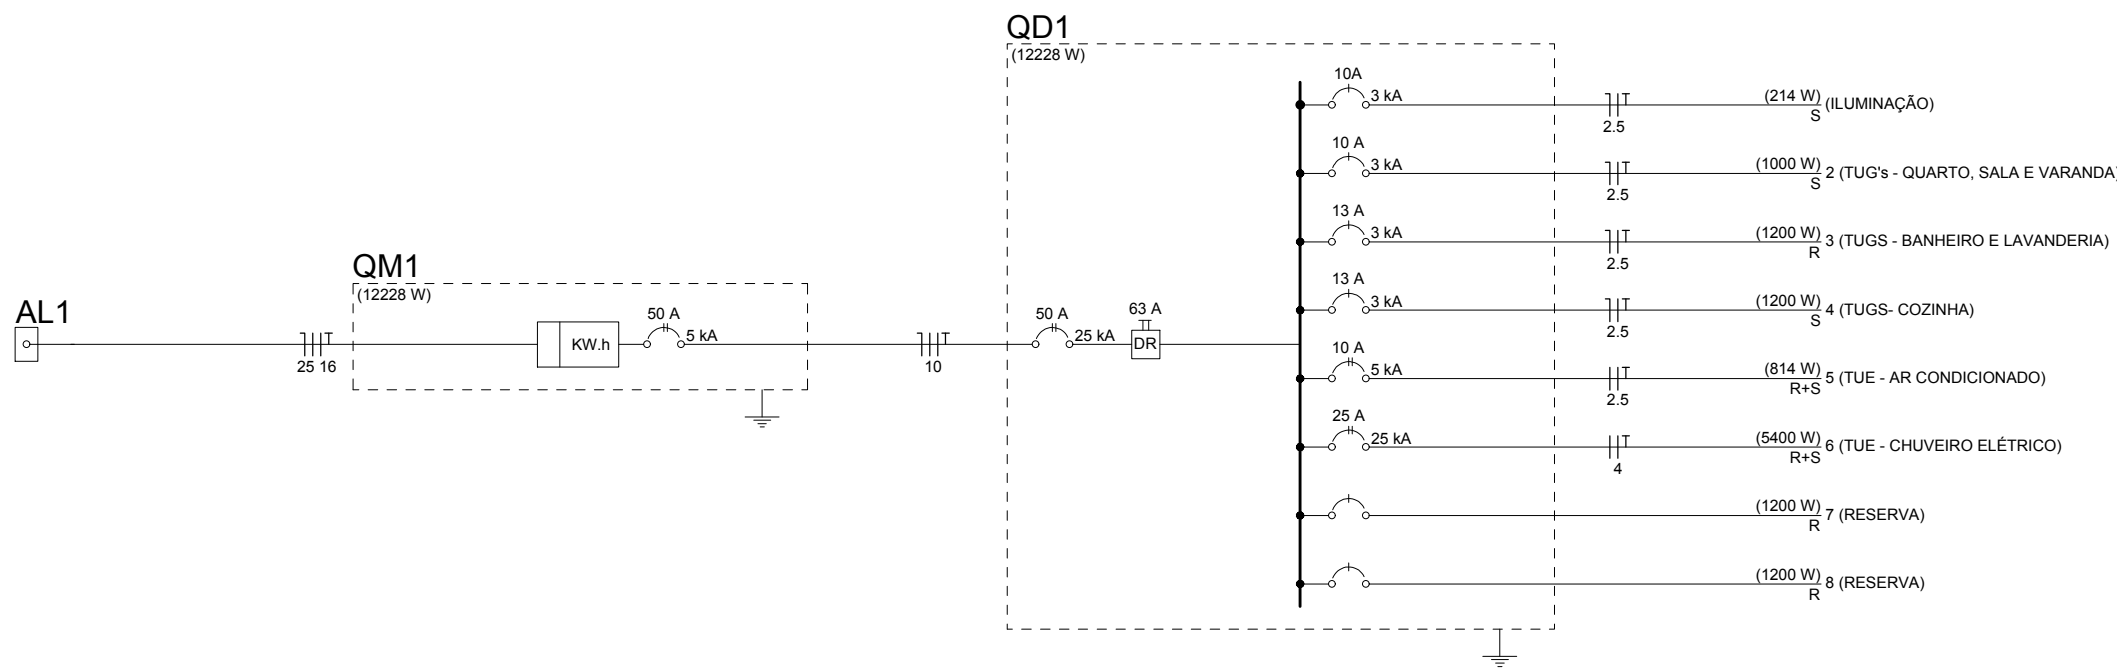 QD1
(12228 W)
10A
3 kA
2.5
(214 W)
S
(ILUMINAÇÃO)
10 A
3 kA
2.5
(1000 W)
S
2 (TUG's - QUARTO, SALA E VARANDA)
13 A
3 kA
2.5
(1200 W)
R
3 (TUGS - BANHEIRO E LAVANDERIA)
13 A
3 kA
2.5
(1200 W)
S
4 (TUGS- COZINHA)
QM1
(12228 W)
AL1
25 16
KW.h
50 A
5 kA
10
50 A
25 kA
63 A
DR
10 A
5 kA
2.5
(814 W)
R+S
5 (TUE - AR CONDICIONADO)
25 A
25 kA
4
(5400 W)
R+S
6 (TUE - CHUVEIRO ELÉTRICO)
(1200 W)
R
7 (RESERVA)
(1200 W)
R
8 (RESERVA)